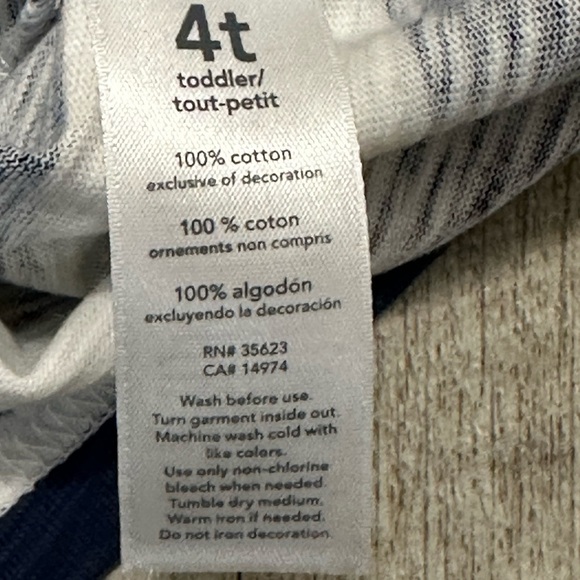 4t
toddler/
tout-petit
100% cotton
exclusive of decoration
100 % coton
ornements non compris
100% algodón
excluyendo la decoración
RN# 35623
CA# 14974
Wash before use.
Turn garment inside out.
Machine wash cold with
like colors.
Use only non-chlorine
bleach when needed.
Tumble dry medium.
Warm iron if needed.
Do not iron decoration.